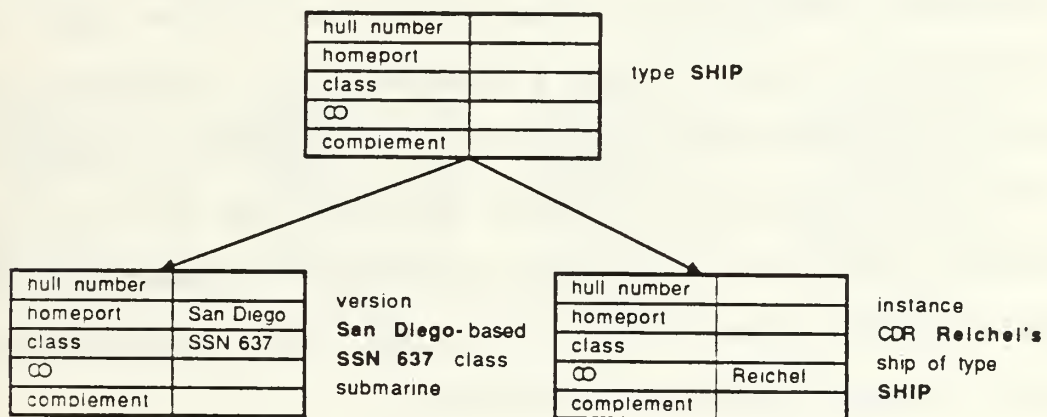 hull number
homeport
class
CO
complement
type SHIP
hull number
homeport San Diego
class SSN 637
CO
complement
version
San Diego-based
SSN 637 class
submarine
hull number
homeport
class
CO Reichel
complement
instance
CDR Reichel's
ship of type
SHIP